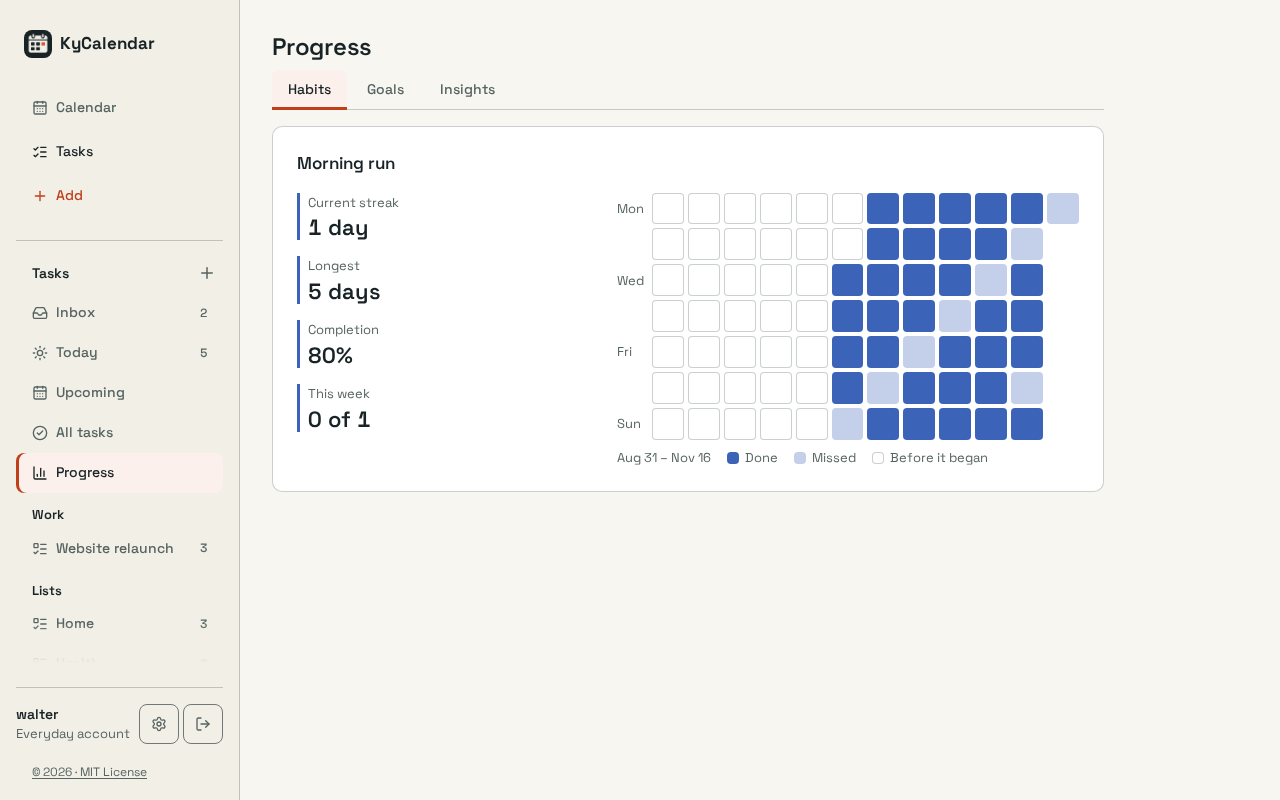 KyCalendar
Calendar
Tasks
Add
Tasks
Inbox 2
Today 5
Upcoming
All tasks
Progress
Work
Website relaunch 3
Lists
Home 3
walter
Everyday account
© 2026 · MIT License
Progress
Habits Goals Insights
Morning run
Current streak
1 day
Longest
5 days
Completion
80%
This week
0 of 1
Mon
Wed
Fri
Sun
Aug 31 – Nov 16 Done Missed Before it began